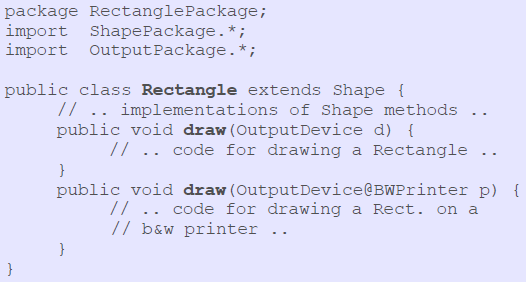 package RectanglePackage;
import  ShapePackage.*;
import  OutputPackage.*;

public class Rectangle extends Shape {
     // .. implementations of Shape methods ..
     public void draw(OutputDevice d) {
          // .. code for drawing a Rectangle ..
     }
     public void draw(OutputDevice@BWPrinter p) {
          // .. code for drawing a Rect. on a
          // b&w printer ..
     }
}